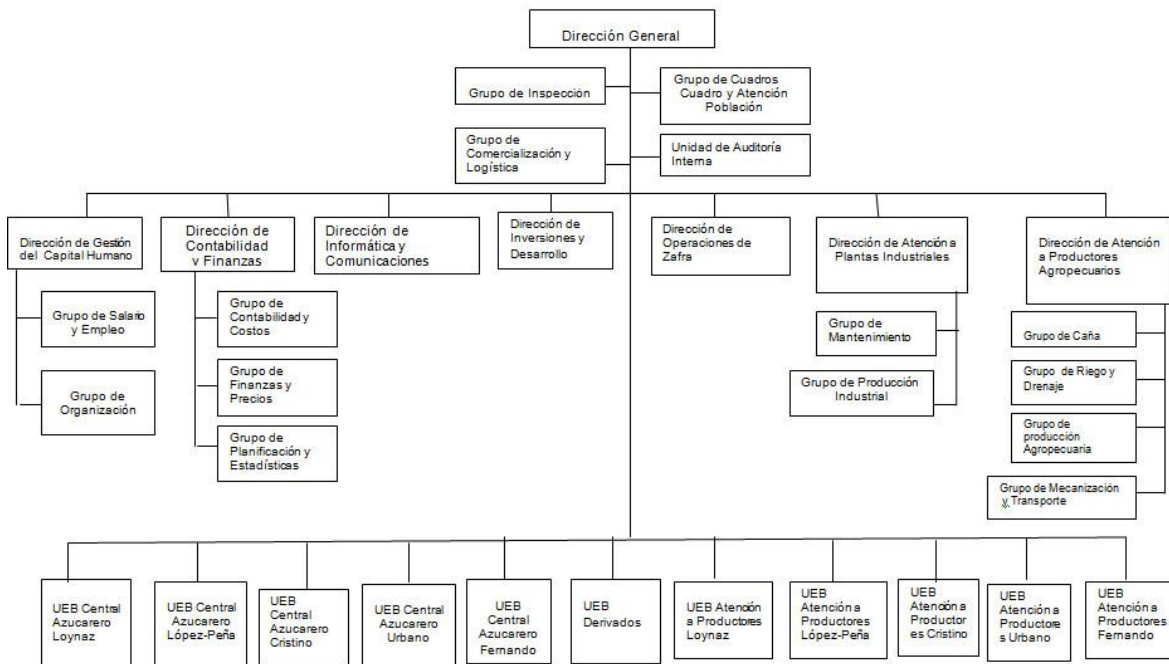 Dirección General
Grupo de Inspección
Grupo de Cuadros
Cuadro y Atención
Población
Grupo de
Comercialización y
Logística
Unidad de Auditoría
Interna
Dirección de Gestión
del Capital Humano
Dirección de
Contabilidad
y Finanzas
Dirección de
Informática y
Comunicaciones
Dirección de
Inversiones y
Desarrollo
Dirección de
Operaciones de
Zafra
Dirección de Atención a
Plantas Industriales
Dirección de Atención
a Productores
Agropecuarios
Grupo de Salario
y Empleo
Grupo de
Organización
Grupo de
Contabilidad y
Costos
Grupo de
Finanzas y
Precios
Grupo de
Planificación y
Estadísticas
Grupo de
Mantenimiento
Grupo de Producción
Industrial
Grupo de Caña
Grupo de Riego y
Drenaje
Grupo de
producción
Agropecuaria
Grupo de Mecanización
y Transporte
UEB Central
Azucarero
Loynaz
UEB Central
Azucarero
López-Peña
UEB
Central
Azucarero
Cristino
UEB Central
Azucarero
Urbano
UEB
Central
Azucarero
Fernando
UEB
Derivados
UEB Atención
a Productores
Loynaz
UEB
Atención a
Productores
López-Peña
UEB
Atención a
Productor
es Cristino
UEB
Atención a
Productore
s Urbano
UEB
Atención a
Productores
Fernando